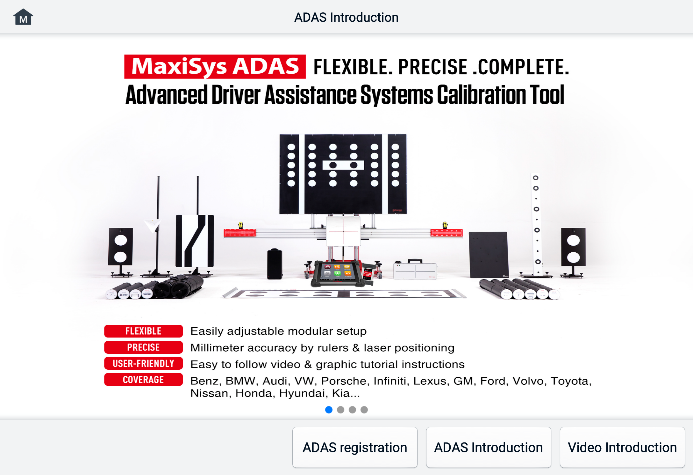 M
ADAS Introduction
MaxiSys ADAS FLEXIBLE. PRECISE .COMPLETE.
Advanced Driver Assistance Systems Calibration Tool
FLEXIBLE Easily adjustable modular setup
PRECISE Millimeter accuracy by rulers & laser positioning
USER-FRIENDLY Easy to follow video & graphic tutorial instructions
COVERAGE Benz, BMW, Audi, VW, Porsche, Infiniti, Lexus, GM, Ford, Volvo, Toyota,
Nissan, Honda, Hyundai, Kia...
ADAS registration ADAS Introduction Video Introduction